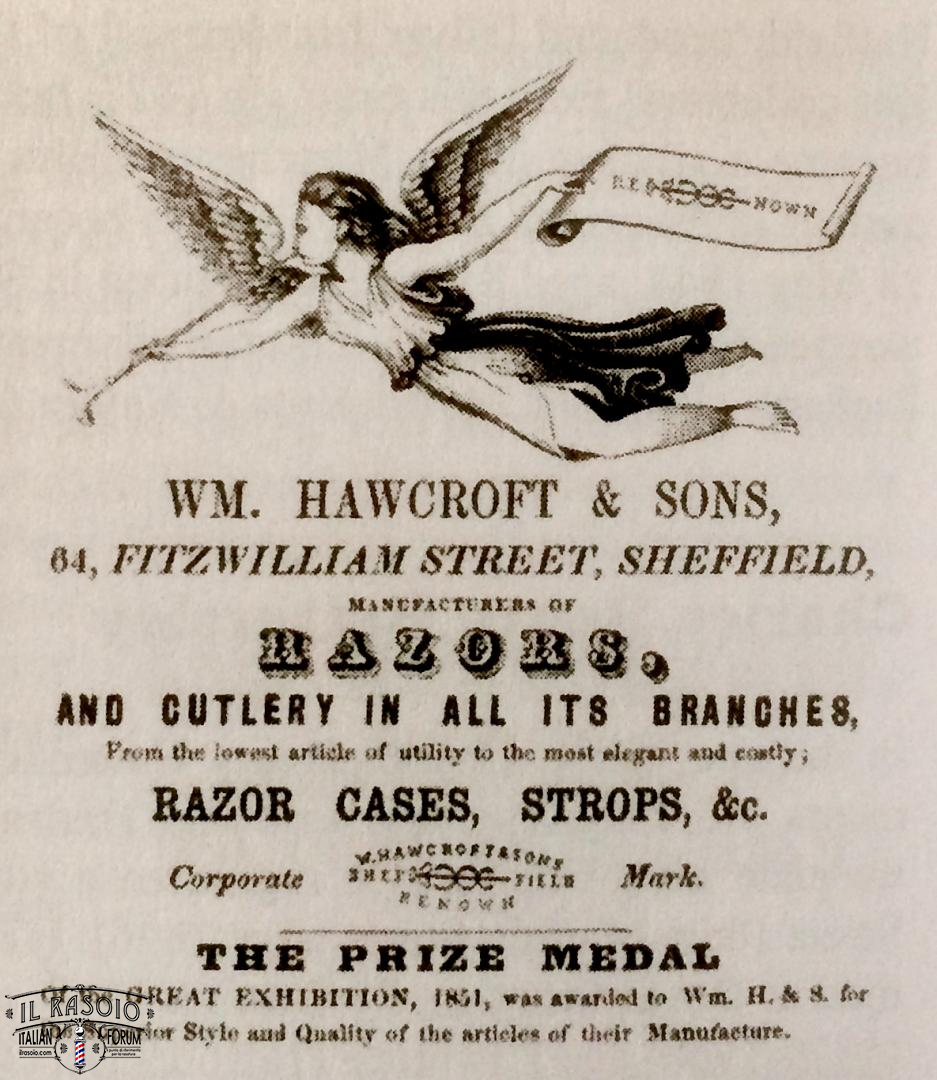 RE NOWN
WM. HAWCROFT & SONS,
64, FITZWILLIAM STREET, SHEFFIELD,
MANUFACTURERS OF
RAZORS,
AND CUTLERY IN ALL ITS BRANCHES,
From the lowest article of utility to the most elegant and costly;
RAZOR CASES, STROPS, &c.
W. HAWCROFT & SONS
Corporate SHEF FIELD Mark.
RENOWN
THE PRIZE MEDAL
GREAT EXHIBITION, 1851, was awarded to Wm. H. & S. for
Style and Quality of the articles of their Manufacture.
IL RASOIO
ITALIAN FORUM
ilrasoio.com